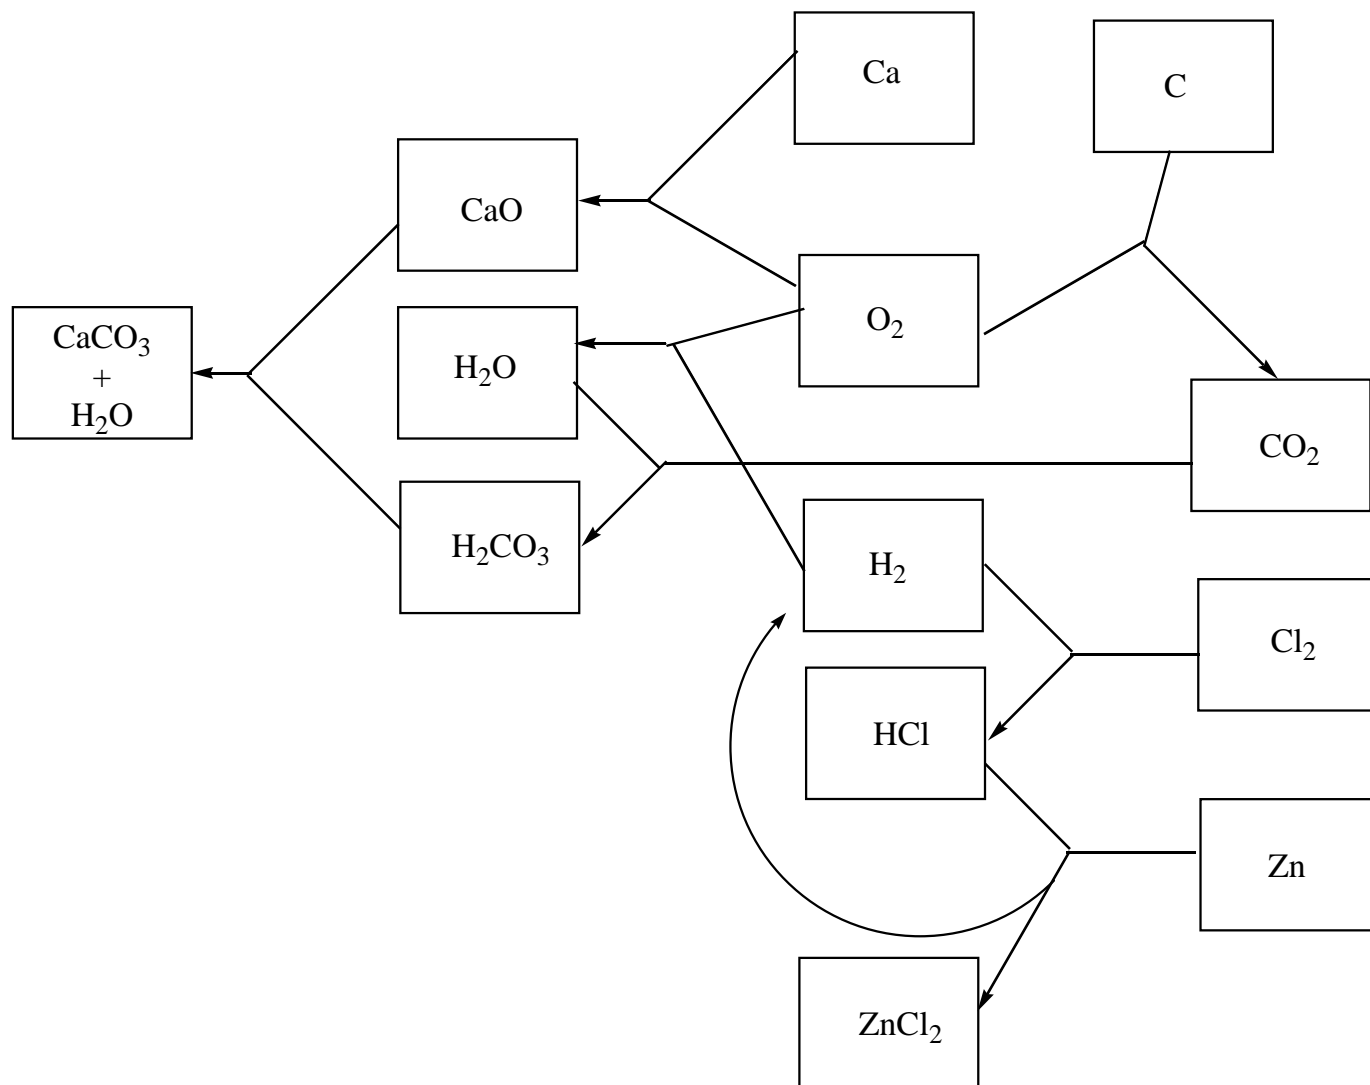 Ca
C
CaO
O₂
CaCO₃
+
H₂O
H₂O
CO₂
H₂CO₃
H₂
Cl₂
HCl
Zn
ZnCl₂